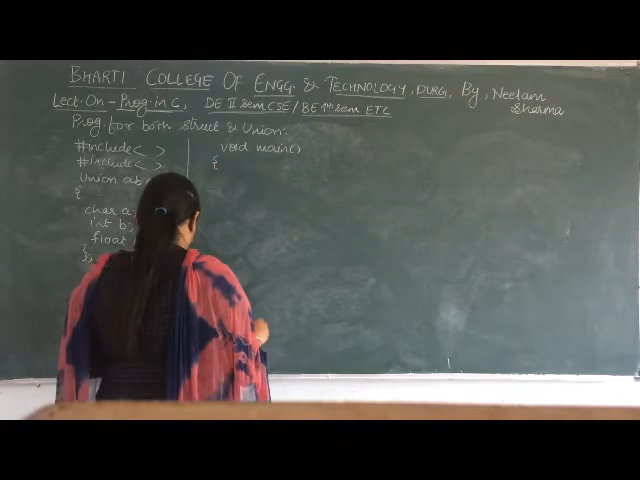 BHARTI COLLEGE OF ENGG. & TECHNOLOGY, DURG, By, Neelam Sharma
Lect. On - Prog. in C, DE II sem CSE / BE 1st sem ETC
Prog. for both struct & Union.
#include< >
#include< >
union ab
{
char a;
int b;
float
};
void main()
{